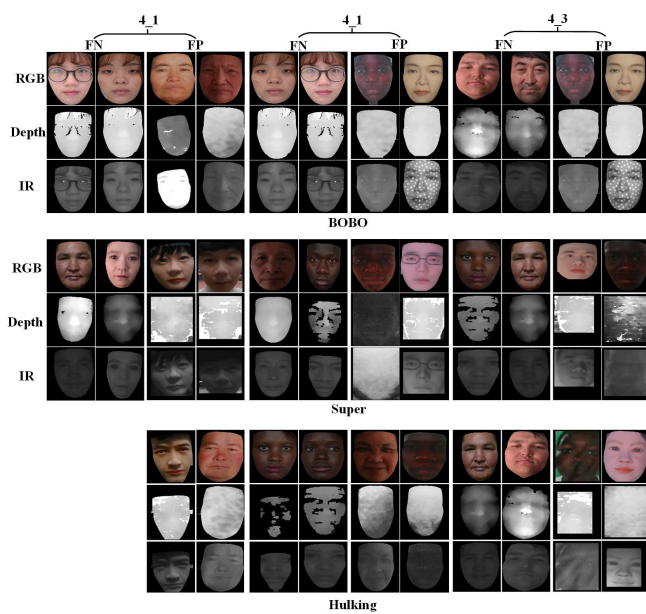 4_1 4_1 4_3
FN FP FN FP FN FP
RGB
Depth
IR
BOBO
RGB
Depth
IR
Super
Hulking